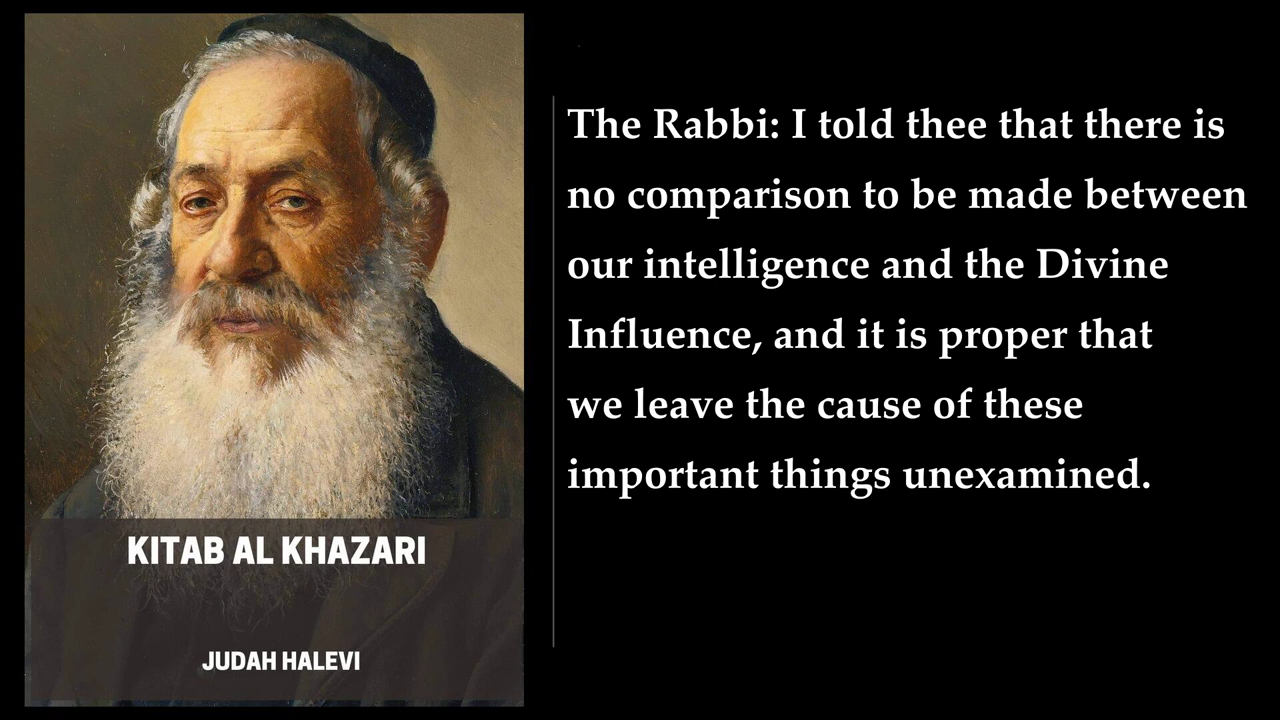 KITAB AL KHAZARI
JUDAH HALEVI
The Rabbi: I told thee that there is
no comparison to be made between
our intelligence and the Divine
Influence, and it is proper that
we leave the cause of these
important things unexamined.